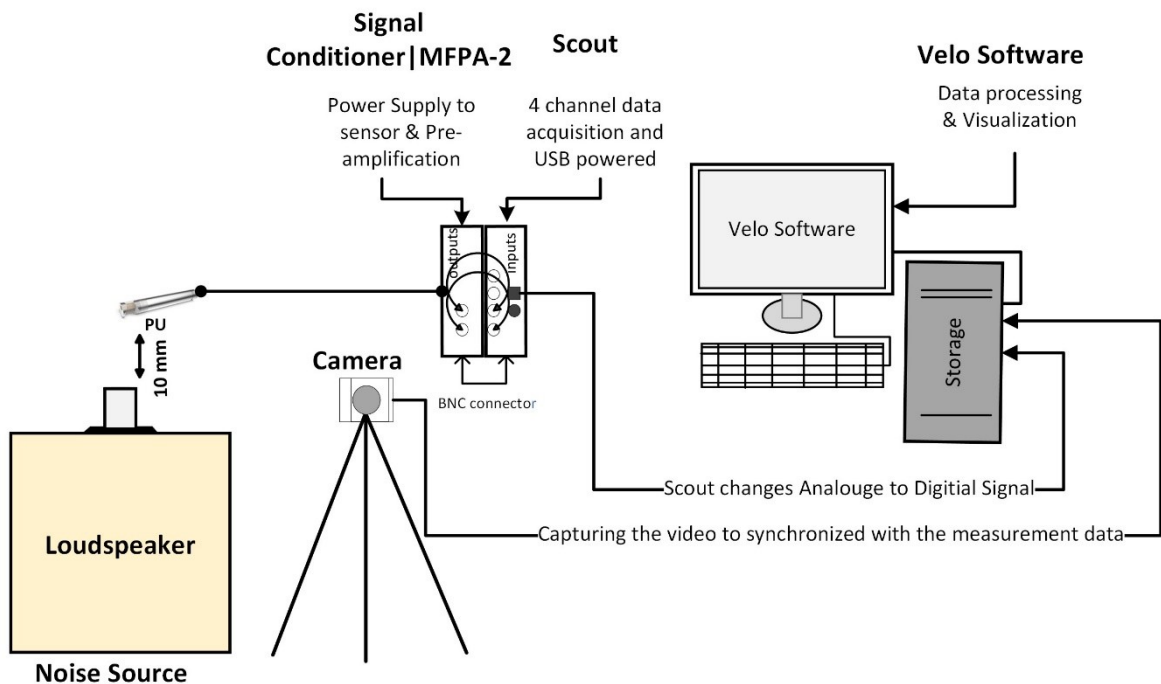 Signal
Conditioner|MFPA-2
Scout
Velo Software
Power Supply to
sensor & Pre-
amplification
4 channel data
acquisition and
USB powered
Data processing
& Visualization
outputs
Inputs
Velo Software
PU
10 mm
Camera
BNC connector
Storage
Scout changes Analouge to Digitial Signal
Capturing the video to synchronized with the measurement data
Loudspeaker
Noise Source